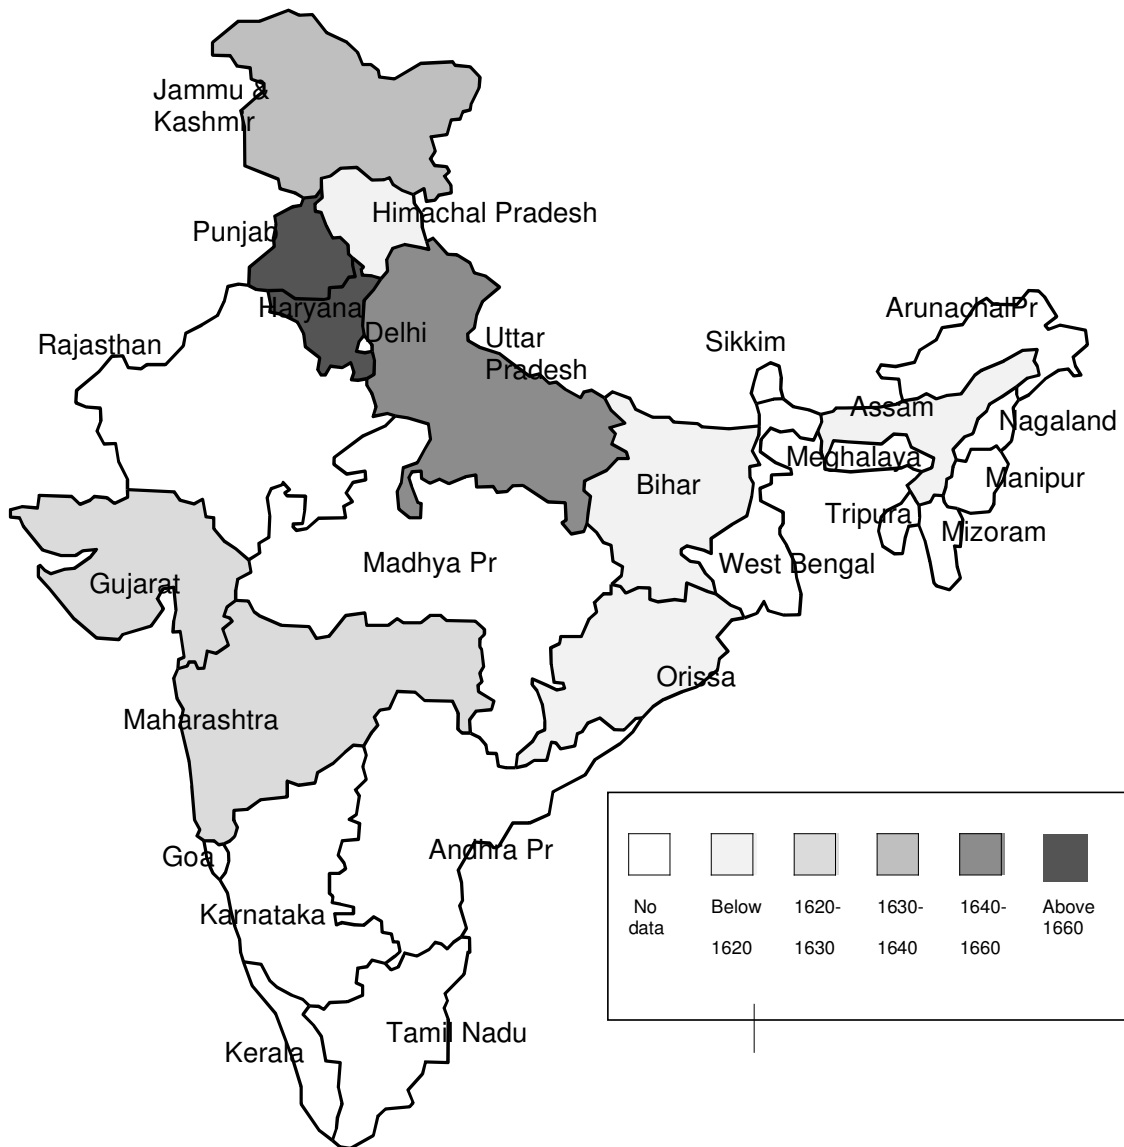 Jammu &
Kashmir
Himachal Pradesh
Punjab
Haryana
Delhi
Uttar
Pradesh
Rajasthan
Sikkim
ArunachalPr
Assam
Nagaland
Meghalaya
Manipur
Bihar
Tripura
Mizoram
West Bengal
Madhya Pr
Gujarat
Orissa
Maharashtra
Goa
Andhra Pr
Karnataka
Tamil Nadu
Kerala
No
data
Below
1620
1620-
1630
1630-
1640
1640-
1660
Above
1660